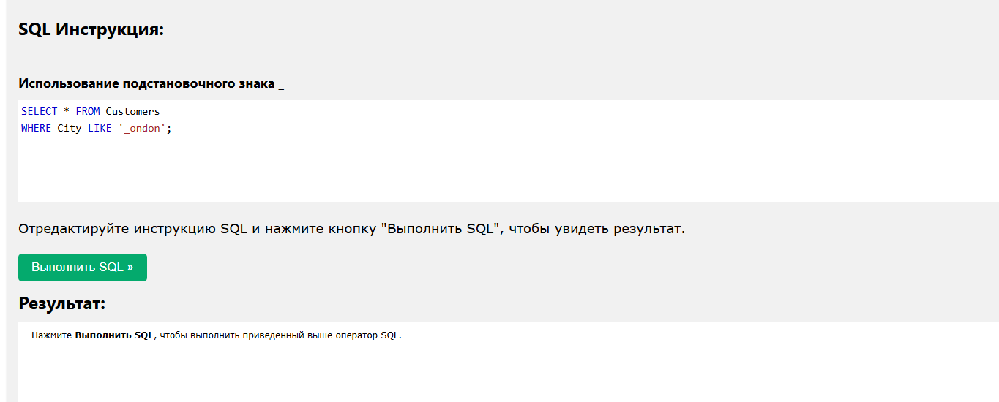 SQL Инструкция:
Использование подстановочного знака _
SELECT * FROM Customers
WHERE City LIKE '_ondon';
Отредактируйте инструкцию SQL и нажмите кнопку "Выполнить SQL", чтобы увидеть результат.
Выполнить SQL »
Результат:
Нажмите Выполнить SQL, чтобы выполнить приведенный выше оператор SQL.